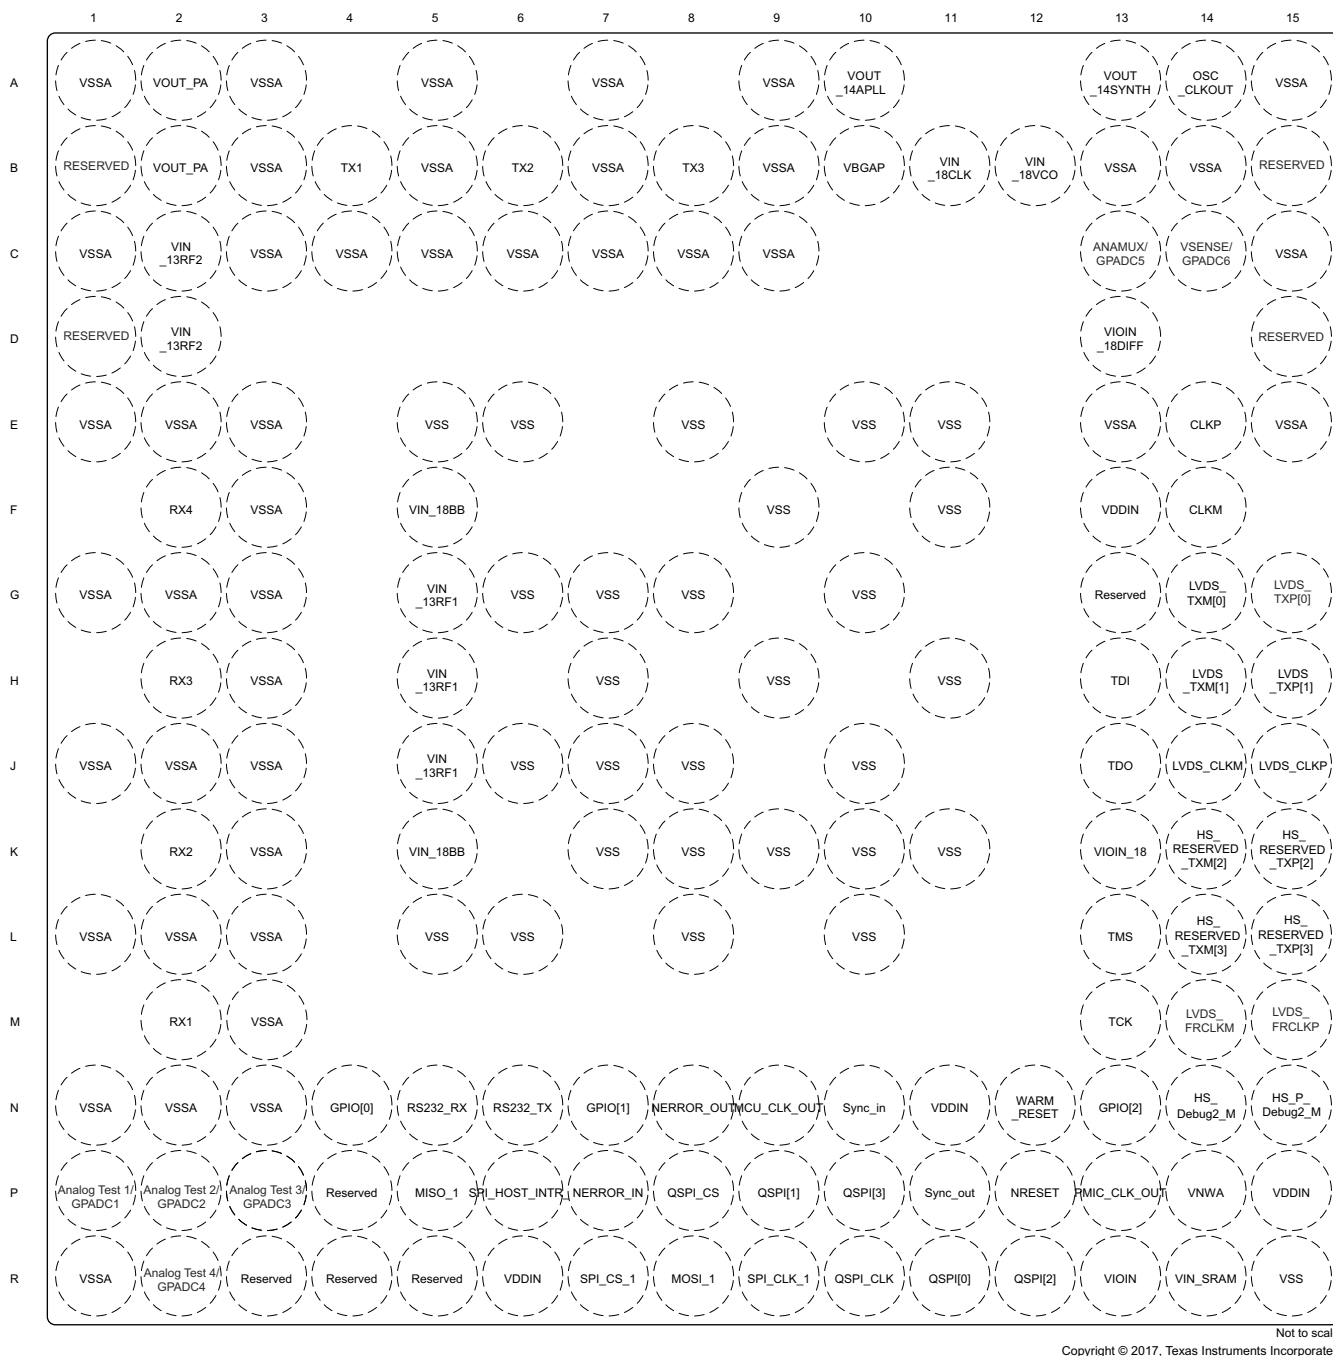 1 2 3 4 5 6 7 8 9 10 11 12 13 14 15
A VSSA VOUT_PA VSSA VSSA VSSA VSSA VOUT _14APLL VOUT _14SYNTH OSC _CLKOUT VSSA
B RESERVED VOUT_PA VSSA TX1 VSSA TX2 VSSA TX3 VSSA VBGAP VIN _18CLK VIN _18VCO VSSA VSSA RESERVED
C VSSA VIN _13RF2 VSSA VSSA VSSA VSSA VSSA VSSA VSSA ANAMUX/ GPADC5 VSENSE/ GPADC6 VSSA
D RESERVED VIN _13RF2 VIOIN _18DIFF RESERVED
E VSSA VSSA VSSA VSS VSS VSS VSS VSS VSSA CLKP VSSA
F RX4 VSSA VIN_18BB VSS VSS VDDIN CLKM
G VSSA VSSA VSSA VIN _13RF1 VSS VSS VSS VSS Reserved LVDS_ TXM[0] LVDS_ TXP[0]
H RX3 VSSA VIN _13RF1 VSS VSS VSS TDI LVDS _TXM[1] LVDS _TXP[1]
J VSSA VSSA VSSA VIN _13RF1 VSS VSS VSS VSS TDO LVDS_CLKM LVDS_CLKP
K RX2 VSSA VIN_18BB VSS VSS VSS VSS VSS VIOIN_18 HS_ RESERVED _TXM[2] HS_ RESERVED _TXP[2]
L VSSA VSSA VSSA VSS VSS VSS VSS TMS HS_ RESERVED _TXM[3] HS_ RESERVED _TXP[3]
M RX1 VSSA TCK LVDS_ FRCLKM LVDS_ FRCLKP
N VSSA VSSA VSSA GPIO[0] RS232_RX RS232_TX GPIO[1] NERROR_OUT MCU_CLK_OUT Sync_in VDDIN WARM _RESET GPIO[2] HS_ Debug2_M HS_P_ Debug2_M
P Analog Test 1/ GPADC1 Analog Test 2/ GPADC2 Analog Test 3/ GPADC3 Reserved MISO_1 SPI_HOST_INTR_ NERROR_IN QSPI_CS QSPI[1] QSPI[3] Sync_out NRESET PMIC_CLK_OUT VNWA VDDIN
R VSSA Analog Test 4/ GPADC4 Reserved Reserved Reserved VDDIN SPI_CS_1 MOSI_1 SPI_CLK_1 QSPI_CLK QSPI[0] QSPI[2] VIOIN VIN_SRAM VSS
Not to scal
Copyright © 2017, Texas Instruments Incorporate